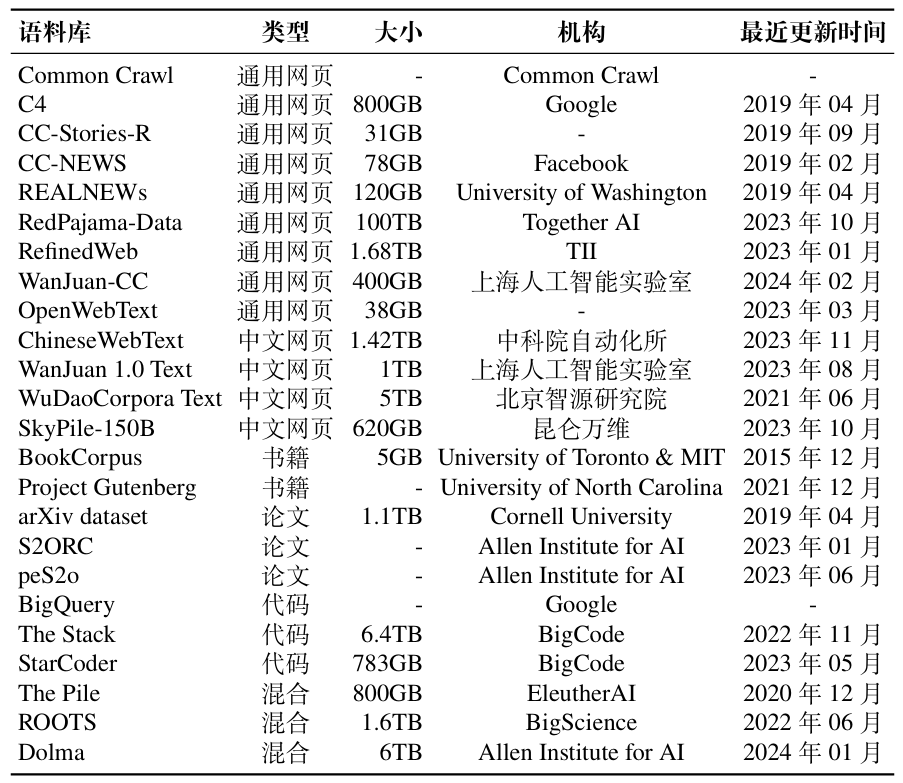 语料库 类型 大小 机构 最近更新时间
Common Crawl 通用网页 - Common Crawl -
C4 通用网页 800GB Google 2019 年 04 月
CC-Stories-R 通用网页 31GB - 2019 年 09 月
CC-NEWS 通用网页 78GB Facebook 2019 年 02 月
REALNEWs 通用网页 120GB University of Washington 2019 年 04 月
RedPajama-Data 通用网页 100TB Together AI 2023 年 10 月
RefinedWeb 通用网页 1.68TB TII 2023 年 01 月
WanJuan-CC 通用网页 400GB 上海人工智能实验室 2024 年 02 月
OpenWebText 通用网页 38GB - 2023 年 03 月
ChineseWebText 中文网页 1.42TB 中科院自动化所 2023 年 11 月
WanJuan 1.0 Text 中文网页 1TB 上海人工智能实验室 2023 年 08 月
WuDaoCorpora Text 中文网页 5TB 北京智源研究院 2021 年 06 月
SkyPile-150B 中文网页 620GB 昆仑万维 2023 年 10 月
BookCorpus 书籍 5GB University of Toronto & MIT 2015 年 12 月
Project Gutenberg 书籍 - University of North Carolina 2021 年 12 月
arXiv dataset 论文 1.1TB Cornell University 2019 年 04 月
S2ORC 论文 - Allen Institute for AI 2023 年 01 月
peS2o 论文 - Allen Institute for AI 2023 年 06 月
BigQuery 代码 - Google -
The Stack 代码 6.4TB BigCode 2022 年 11 月
StarCoder 代码 783GB BigCode 2023 年 05 月
The Pile 混合 800GB EleutherAI 2020 年 12 月
ROOTS 混合 1.6TB BigScience 2022 年 06 月
Dolma 混合 6TB Allen Institute for AI 2024 年 01 月